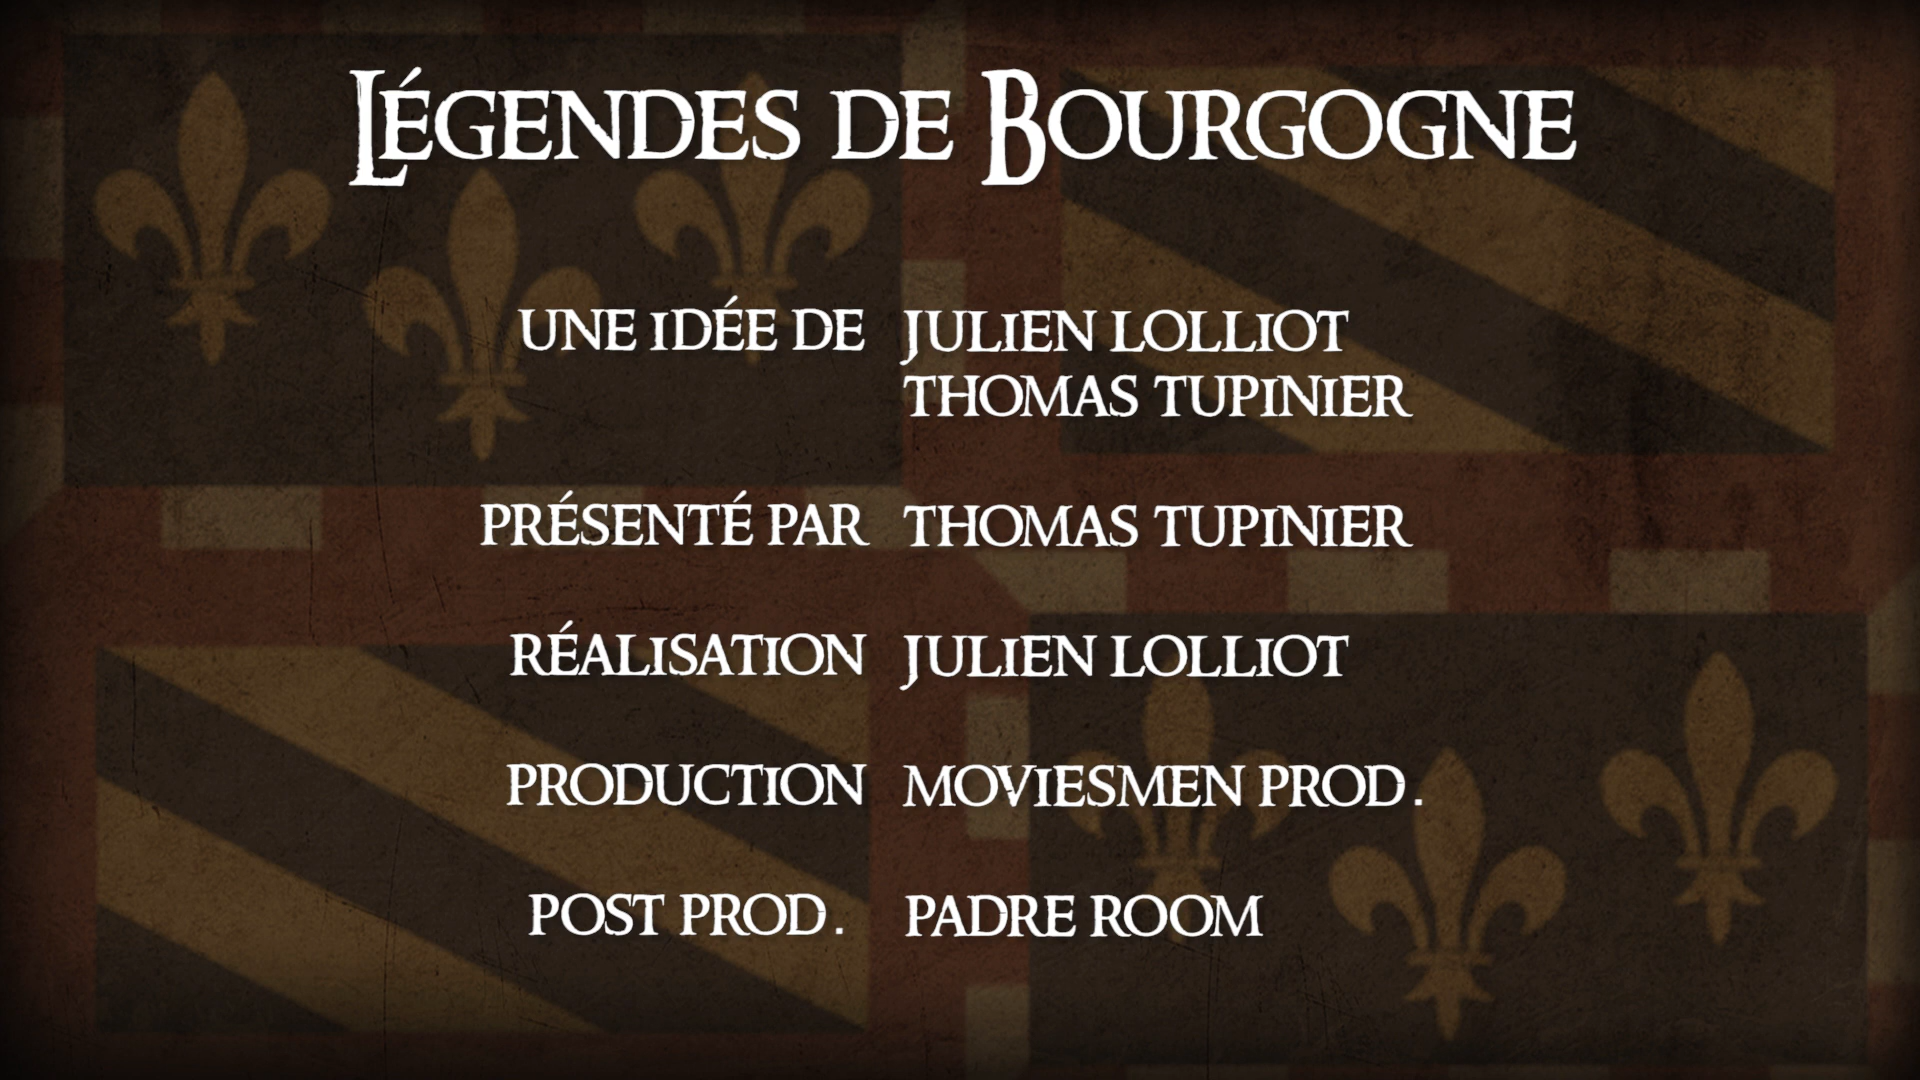 LÉGENDES DE BOURGOGNE
UNE IDÉE DE JULIEN LOLLIOT
THOMAS TUPINIER
PRÉSENTÉ PAR THOMAS TUPINIER
RÉALISATION JULIEN LOLLIOT
PRODUCTION MOVIESMEN PROD.
POST PROD. PADRE ROOM